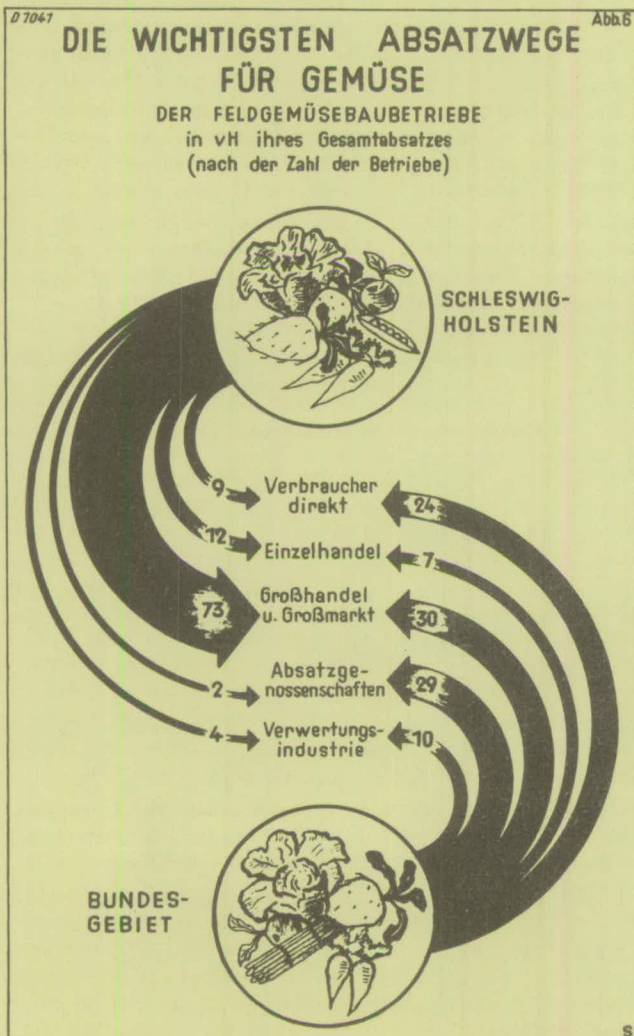 D 7041
Abb.6
DIE WICHTIGSTEN ABSATZWEGE
FÜR GEMÜSE
DER FELDGEMÜSEBAUBETRIEBE
in vH ihres Gesamtabsatzes
(nach der Zahl der Betriebe)
SCHLESWIG-
HOLSTEIN
9 Verbraucher 24
direkt
12 Einzelhandel 7
73 Großhandel 30
u. Großmarkt
2 Absatzge- 29
nossenschaften
4 Verwertungs- 10
industrie
BUNDES-
GEBIET